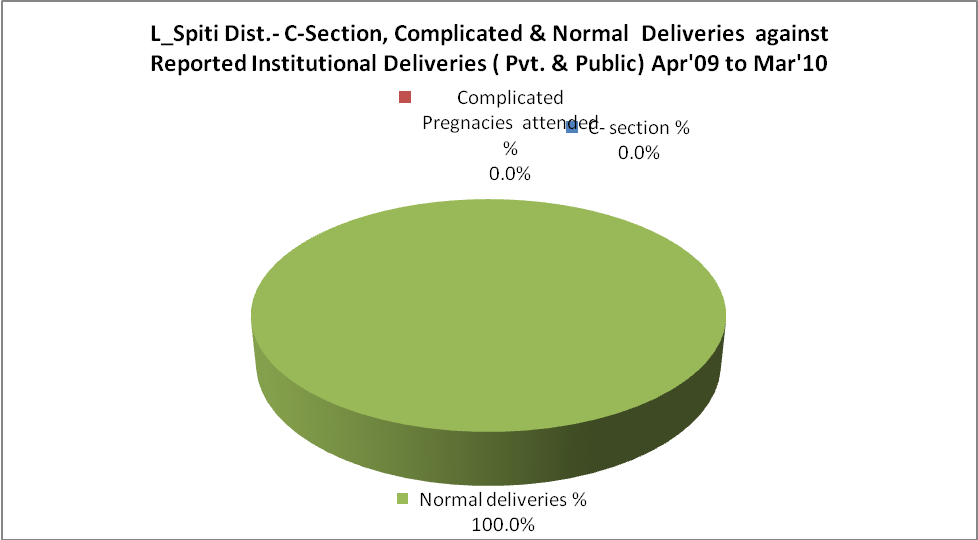 L_Spiti Dist.- C-Section, Complicated & Normal Deliveries against
Reported Institutional Deliveries ( Pvt. & Public) Apr'09 to Mar'10
Complicated
Pregnacies attended
%
0.0%
C- section %
0.0%
Normal deliveries %
100.0%